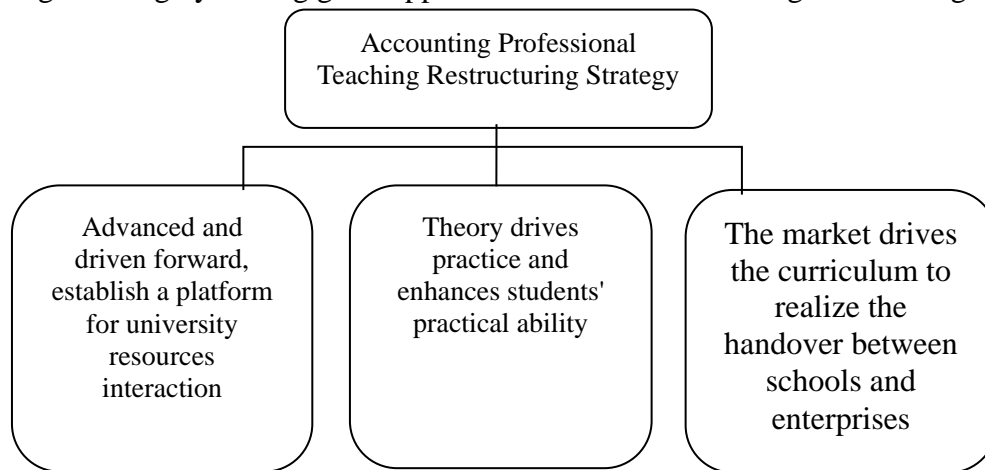 Accounting Professional
Teaching Restructuring Strategy
Advanced and
driven forward,
establish a platform
for university
resources
interaction
Theory drives
practice and
enhances students'
practical ability
The market drives
the curriculum to
realize the
handover between
schools and
enterprises